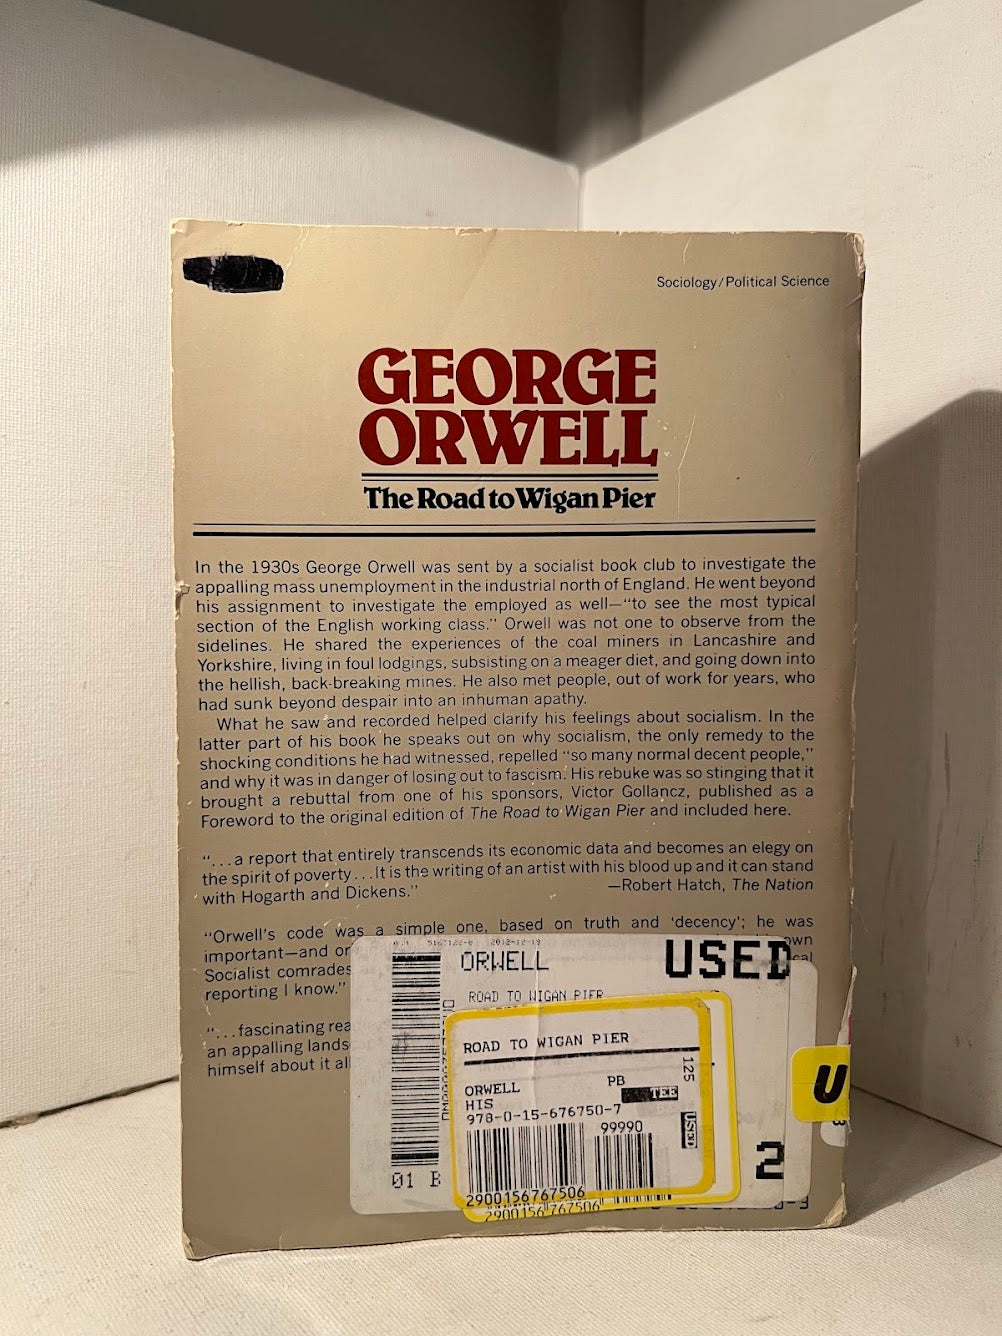 Sociology/Political Science
GEORGE
ORWELL
The Road to Wigan Pier
In the 1930s George Orwell was sent by a socialist book club to investigate the
appalling mass unemployment in the industrial north of England. He went beyond
his assignment to investigate the employed as well—“to see the most typical
section of the English working class.” Orwell was not one to observe from the
sidelines. He shared the experiences of the coal miners in Lancashire and
Yorkshire, living in foul lodgings, subsisting on a meager diet, and going down into
the hellish, back-breaking mines. He also met people, out of work for years, who
had sunk beyond despair into an inhuman apathy.
What he saw and recorded helped clarify his feelings about socialism. In the
latter part of his book he speaks out on why socialism, the only remedy to the
shocking conditions he had witnessed, repelled “so many normal decent people,”
and why it was in danger of losing out to fascism. His rebuke was so stinging that it
brought a rebuttal from one of his sponsors, Victor Gollancz, published as a
Foreword to the original edition of The Road to Wigan Pier and included here.
“...a report that entirely transcends its economic data and becomes an elegy on
the spirit of poverty...It is the writing of an artist with his blood up and it can stand
with Hogarth and Dickens.” —Robert Hatch, The Nation
“Orwell's code was a simple one, based on truth and ‘decency’; he was
important—and or
Socialist comrades
reporting I know.”
“...fascinating rea
an appalling lands
himself about it al
2012-12-19
ORWELL USED
ROAD TO WIGAN PIER
ROAD TO WIGAN PIER
125
ORWELL PB
HIS TEE
978-0-15-676750-7
USED
99990
2900156767506
2900156767506
01 B
2
U